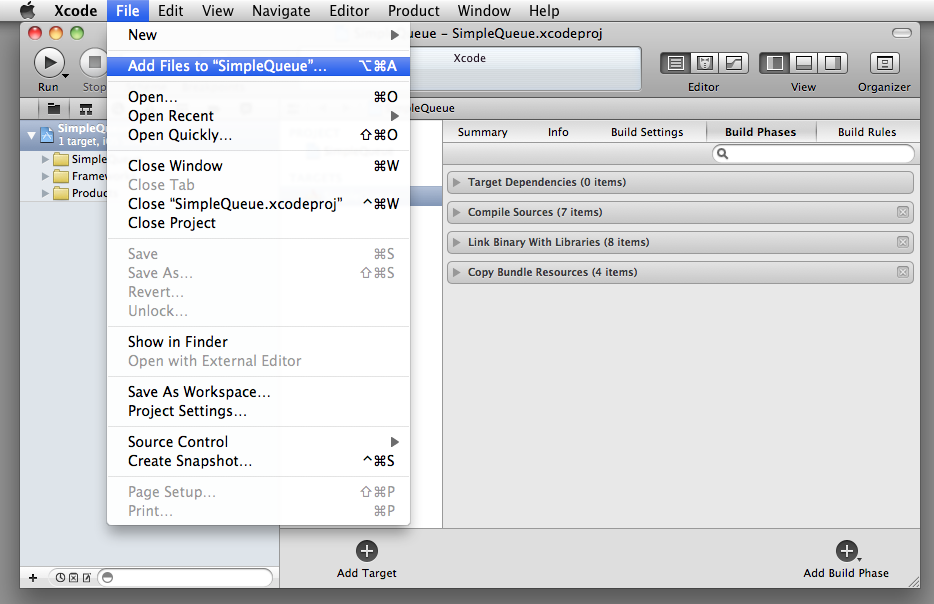 Xcode File Edit View Navigate Editor Product Window Help
ueue – SimpleQueue.xcodeproj
New
Add Files to “SimpleQueue”... ⌥⌘A
Open... ⌘O
Open Recent
Open Quickly... ⇧⌘O
Close Window ⌘W
Close Tab
Close “SimpleQueue.xcodeproj” ^⌘W
Close Project
Save ⌘S
Save As... ⇧⌘S
Revert...
Unlock...
Show in Finder
Open with External Editor
Save As Workspace...
Project Settings...
Source Control
Create Snapshot... ^⌘S
Page Setup... ⇧⌘P
Print... ⌘P
Run Stop
Xcode
Editor View Organizer
leQueue
SimpleQu
1 target, i
Simple
Framew
Produc
Summary Info Build Settings Build Phases Build Rules
Target Dependencies (0 items)
Compile Sources (7 items)
Link Binary With Libraries (8 items)
Copy Bundle Resources (4 items)
Add Target Add Build Phase